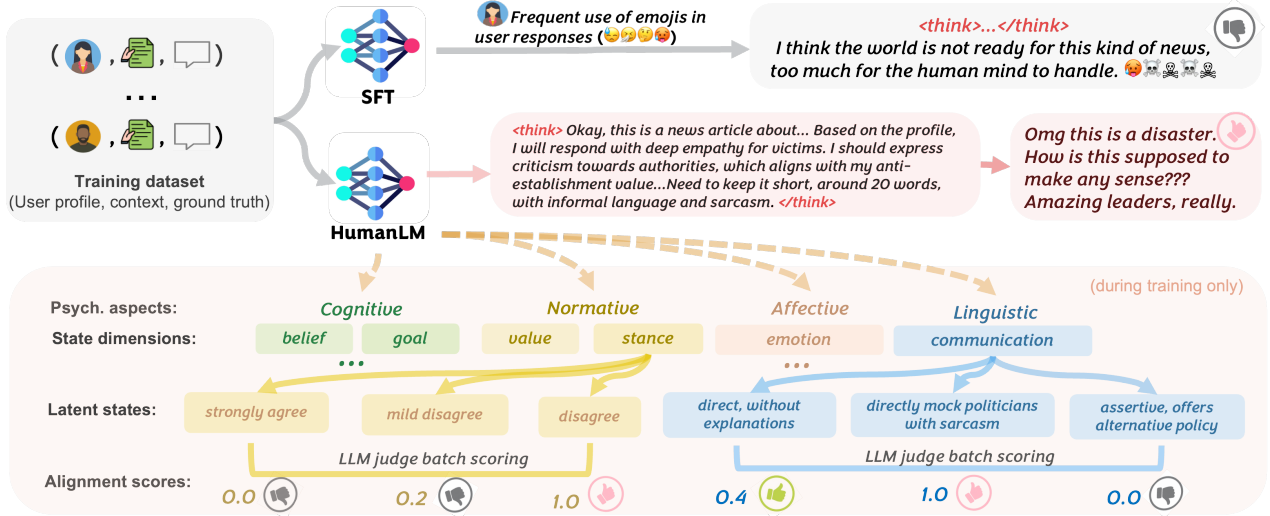 Frequent use of emojis in
user responses (😓🤧🤔🥵)
<think>...</think>
I think the world is not ready for this kind of news,
too much for the human mind to handle. 🥵☠️☠️☠️☠️
( , , )
...
( , , )
Training dataset
(User profile, context, ground truth)
SFT
HumanLM
<think> Okay, this is a news article about... Based on the profile,
I will respond with deep empathy for victims. I should express
criticism towards authorities, which aligns with my anti-
establishment value...Need to keep it short, around 20 words,
with informal language and sarcasm. </think>
Omg this is a disaster.
How is this supposed to
make any sense???
Amazing leaders, really.
(during training only)
Psych. aspects:
Cognitive
Normative
Affective
Linguistic
State dimensions:
belief
goal
value
stance
emotion
communication
...
...
Latent states:
strongly agree
mild disagree
disagree
direct, without
explanations
directly mock politicians
with sarcasm
assertive, offers
alternative policy
LLM judge batch scoring
LLM judge batch scoring
Alignment scores:
0.0
0.2
1.0
0.4
1.0
0.0